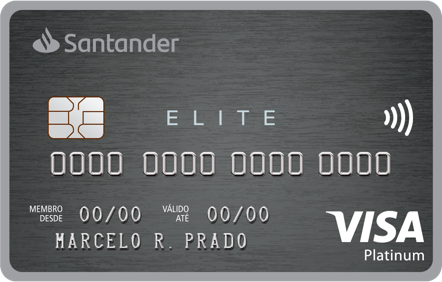 Santander
ELITE
0000 0000 0000 0000
MEMBRO DESDE 00/00 VÁLIDO ATÉ 00/00
MARCELO R. PRADO
VISA
Platinum